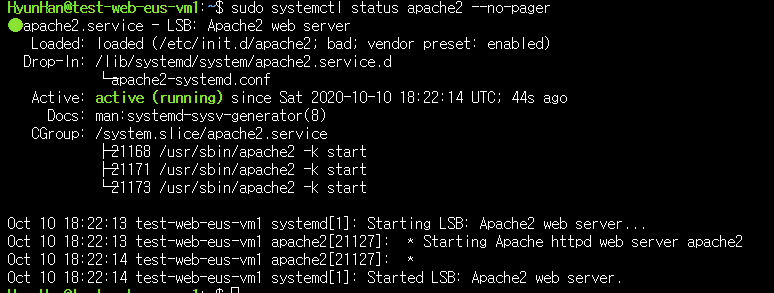 HyunHan@test-web-eus-vm1:~$ sudo systemctl status apache2 --no-pager
●apache2.service - LSB: Apache2 web server
   Loaded: loaded (/etc/init.d/apache2; bad; vendor preset: enabled)
  Drop-In: /lib/systemd/system/apache2.service.d
           └─apache2-systemd.conf
   Active: active (running) since Sat 2020-10-10 18:22:14 UTC; 44s ago
     Docs: man:systemd-sysv-generator(8)
   CGroup: /system.slice/apache2.service
           ├─21168 /usr/sbin/apache2 -k start
           ├─21171 /usr/sbin/apache2 -k start
           └─21173 /usr/sbin/apache2 -k start

Oct 10 18:22:13 test-web-eus-vm1 systemd[1]: Starting LSB: Apache2 web server...
Oct 10 18:22:13 test-web-eus-vm1 apache2[21127]:  * Starting Apache httpd web server apache2
Oct 10 18:22:14 test-web-eus-vm1 apache2[21127]:  *
Oct 10 18:22:14 test-web-eus-vm1 systemd[1]: Started LSB: Apache2 web server.
HyunHan@test-web-eus-vm1:~$